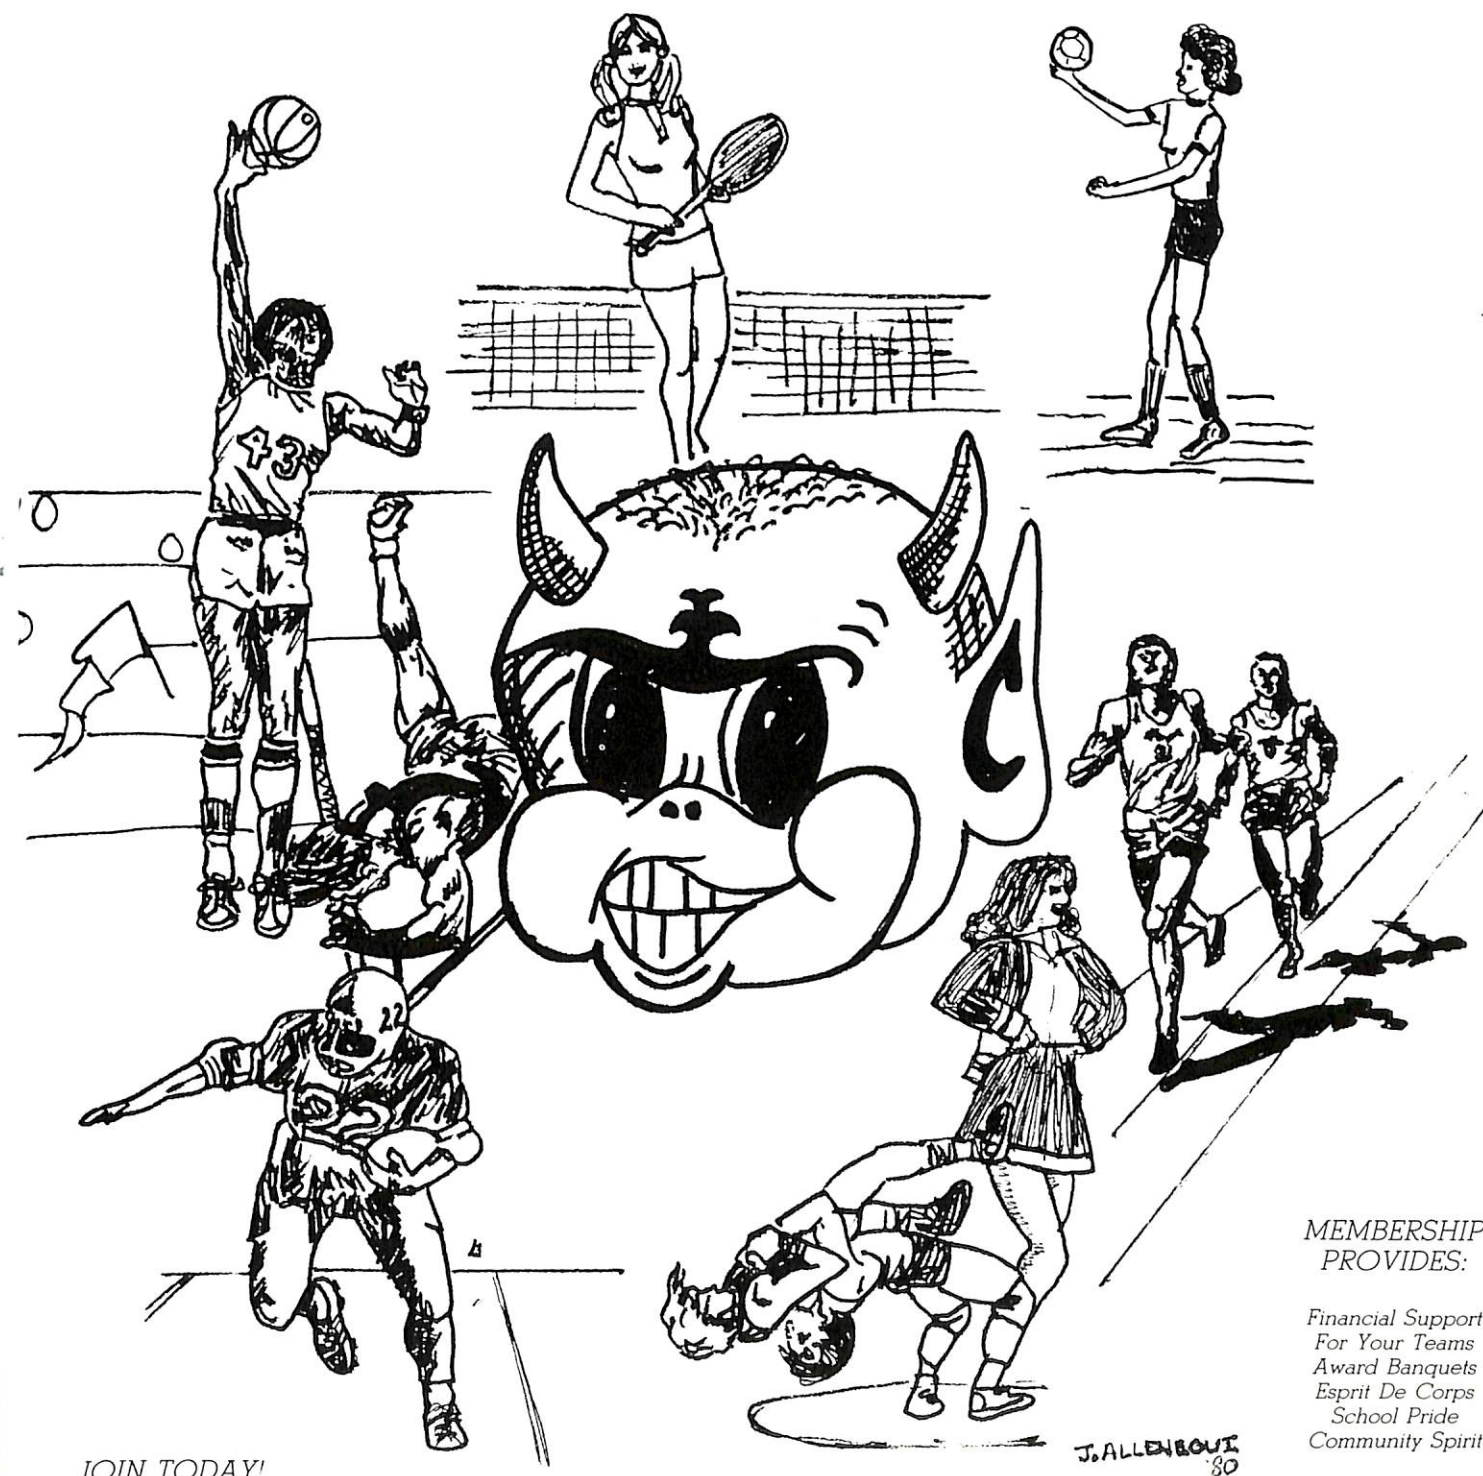 43
C
22
22
MEMBERSHIP
PROVIDES:
Financial Support
For Your Teams
Award Banquets
Esprit De Corps
School Pride
Community Spirit
'80
JOIN TODAY!